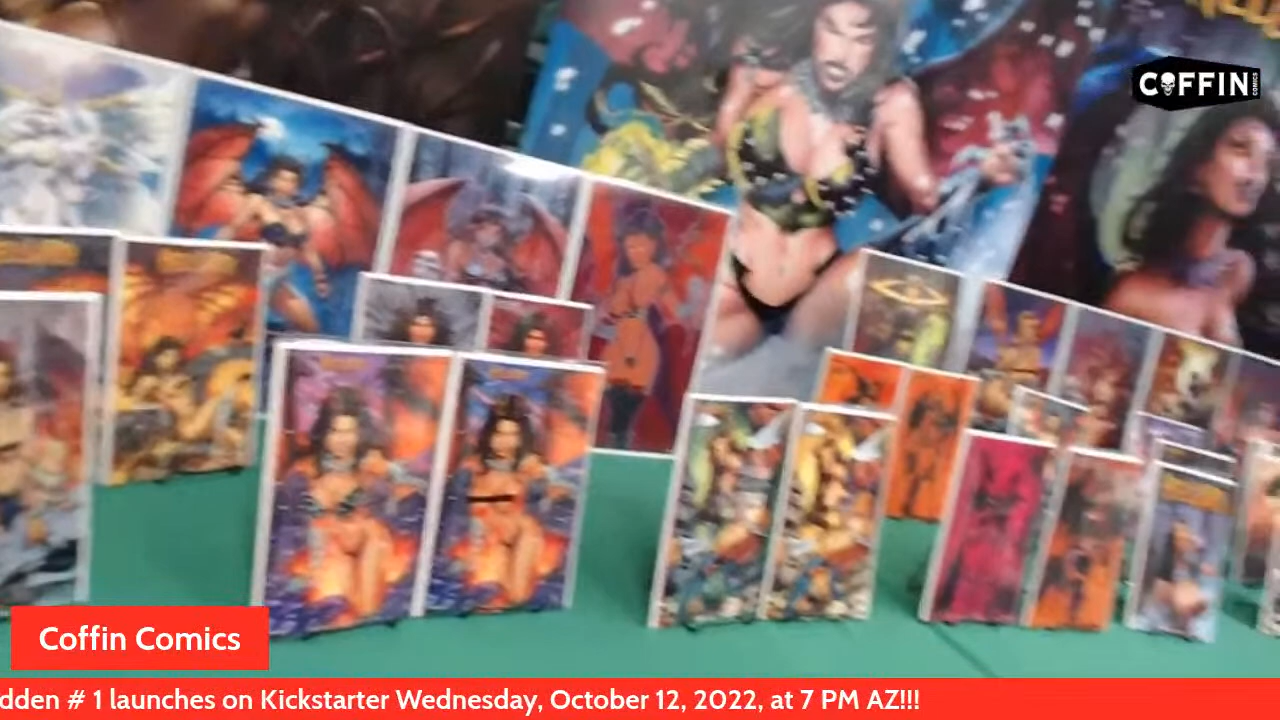 COFFIN COMICS
Coffin Comics
dden # 1 launches on Kickstarter Wednesday, October 12, 2022, at 7 PM AZ!!!